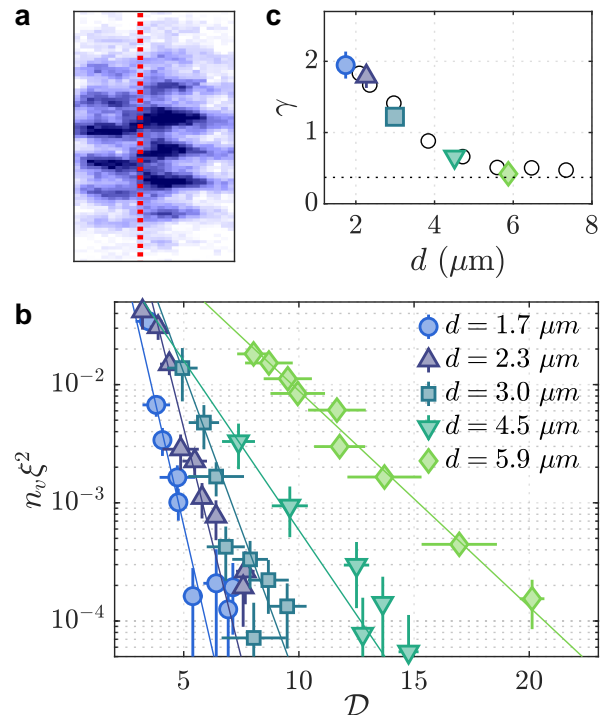 a
c
γ
2
1
0
2
4
6
8
d (μm)
b
d = 1.7 μm
d = 2.3 μm
d = 3.0 μm
d = 4.5 μm
d = 5.9 μm
n_v ξ²
10⁻²
10⁻³
10⁻⁴
5
10
15
20
𝒟